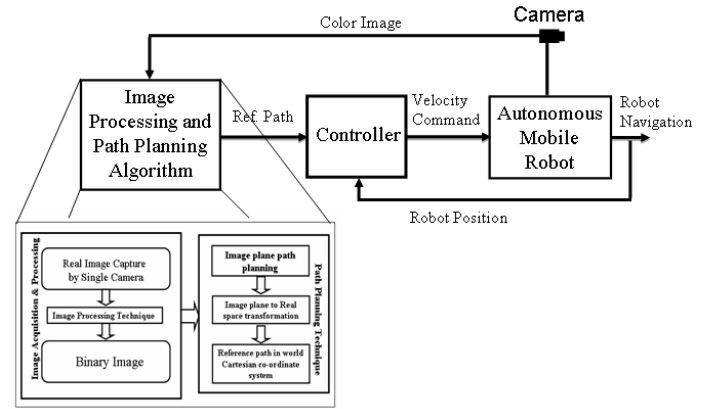 Camera
Color Image
Image
Processing and
Path Planning
Algorithm
Ref. Path
Controller
Velocity
Command
Autonomous
Mobile
Robot
Robot
Navigation
Robot Position
Image Acquisition & Processing
Real Image Capture
by Single Camera
Image Processing Technique
Binary Image
Image plane path
planning
Image plane to Real
space transformation
Reference path in world
Cartesian co-ordinate
system
Path Planning Technique